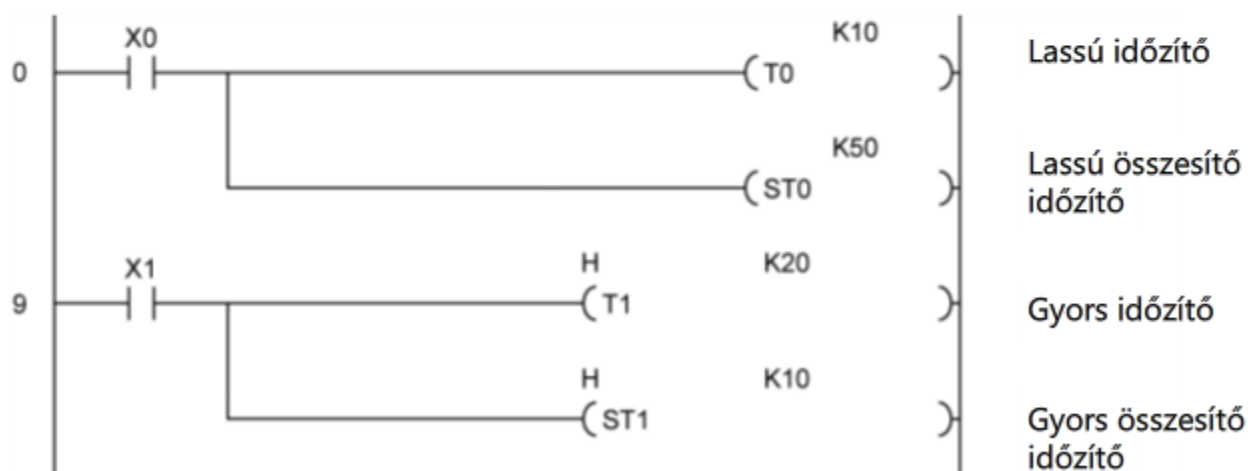 X0
K10
0
(T0
)
Lassú időzítő
K50
(ST0
)
Lassú összesítő
időzítő
X1
H
K20
9
(T1
)
Gyors időzítő
H
K10
(ST1
)
Gyors összesítő
időzítő